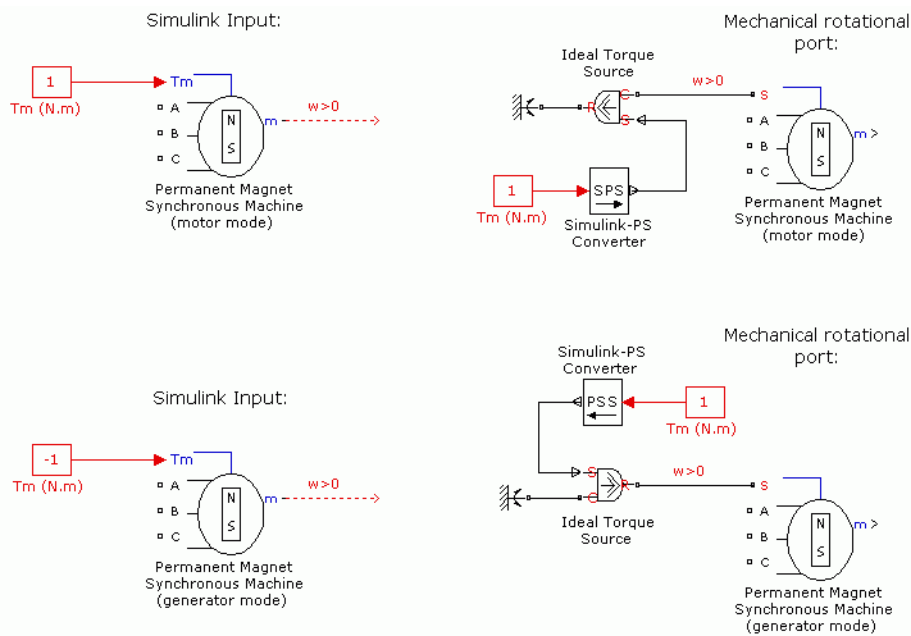 Simulink Input:
1
Tm (N.m)
Tm
A
B
C
N
S
m
w>0
Permanent Magnet
Synchronous Machine
(motor mode)
Mechanical rotational
port:
Ideal Torque
Source
R
C
S
w>0
1
Tm (N.m)
SPS
Simulink-PS
Converter
S
A
B
C
N
S
m >
Permanent Magnet
Synchronous Machine
(motor mode)
Simulink Input:
-1
Tm (N.m)
Tm
A
B
C
N
S
m
w>0
Permanent Magnet
Synchronous Machine
(generator mode)
Mechanical rotational
port:
Simulink-PS
Converter
PSS
1
Tm (N.m)
S
C
R
w>0
Ideal Torque
Source
S
A
B
C
N
S
m >
Permanent Magnet
Synchronous Machine
(generator mode)